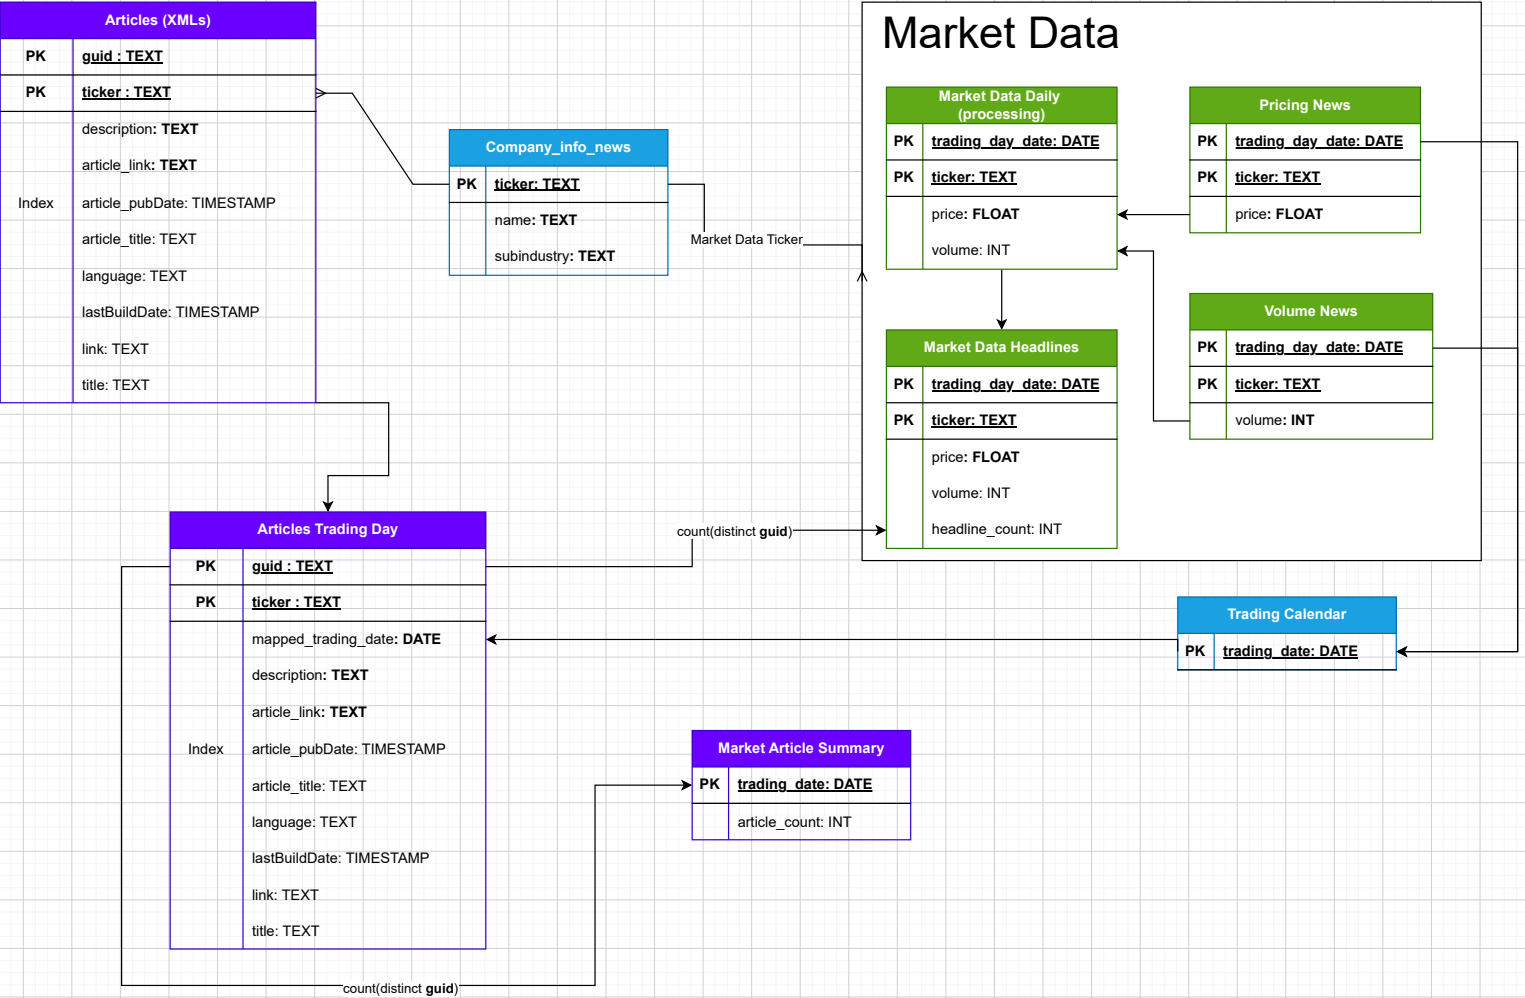 Articles (XMLs)
PK guid : TEXT
PK ticker : TEXT
description: TEXT
article_link: TEXT
Index article_pubDate: TIMESTAMP
article_title: TEXT
language: TEXT
lastBuildDate: TIMESTAMP
link: TEXT
title: TEXT
Company_info_news
PK ticker: TEXT
name: TEXT
subindustry: TEXT
Market Data Ticker
Market Data
Market Data Daily
(processing)
PK trading_day_date: DATE
PK ticker: TEXT
price: FLOAT
volume: INT
Pricing News
PK trading_day_date: DATE
PK ticker: TEXT
price: FLOAT
Market Data Headlines
PK trading_day_date: DATE
PK ticker: TEXT
price: FLOAT
volume: INT
headline_count: INT
Volume News
PK trading_day_date: DATE
PK ticker: TEXT
volume: INT
Articles Trading Day
PK guid : TEXT
PK ticker : TEXT
mapped_trading_date: DATE
description: TEXT
article_link: TEXT
Index article_pubDate: TIMESTAMP
article_title: TEXT
language: TEXT
lastBuildDate: TIMESTAMP
link: TEXT
title: TEXT
count(distinct guid)
Trading Calendar
PK trading_date: DATE
Market Article Summary
PK trading_date: DATE
article_count: INT
count(distinct guid)